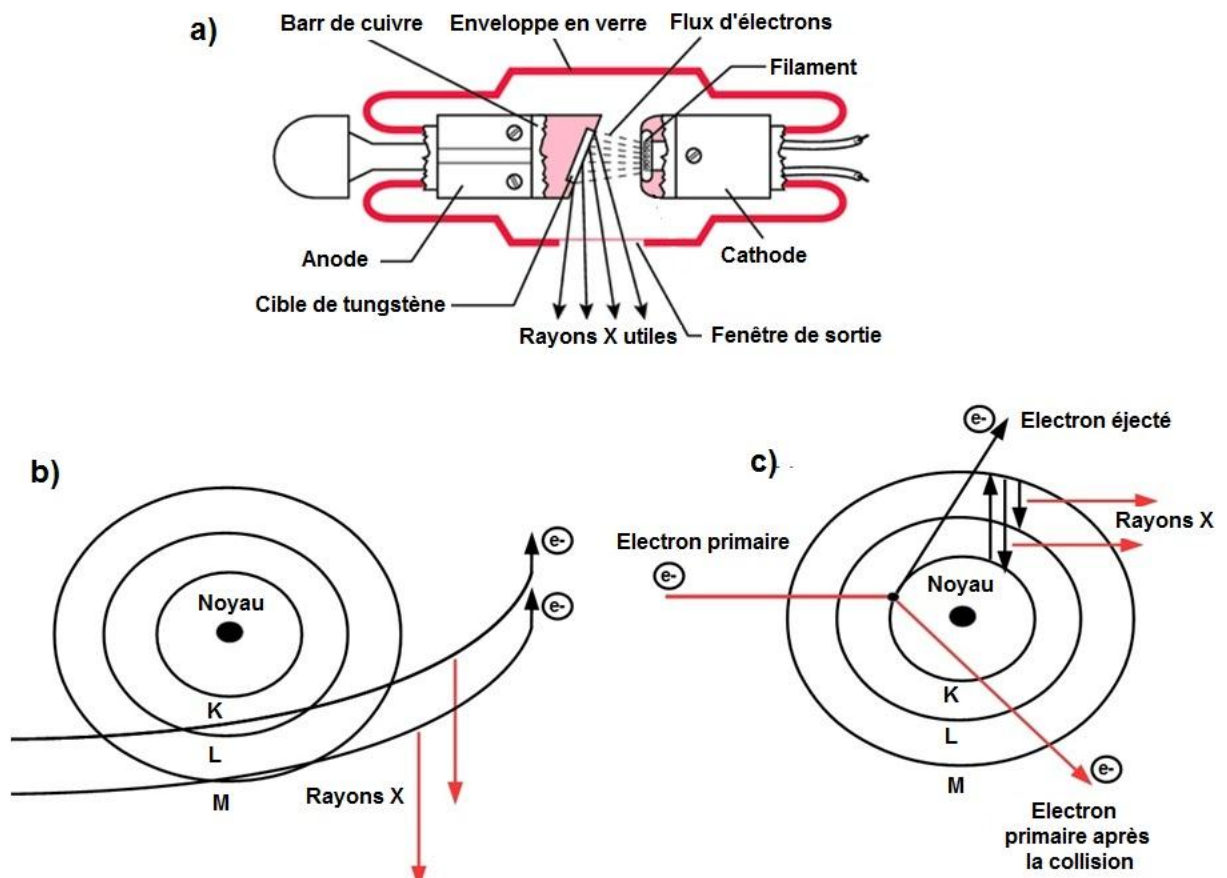 a)
Barr de cuivre
Enveloppe en verre
Flux d'électrons
Filament
Anode
Cathode
Cible de tungstène
Rayons X utiles
Fenêtre de sortie
b)
Noyau
K
L
M
Rayons X
e-
e-
c)
e-
Electron éjecté
Electron primaire
e-
Rayons X
Noyau
K
L
M
e-
Electron
primaire après
la collision